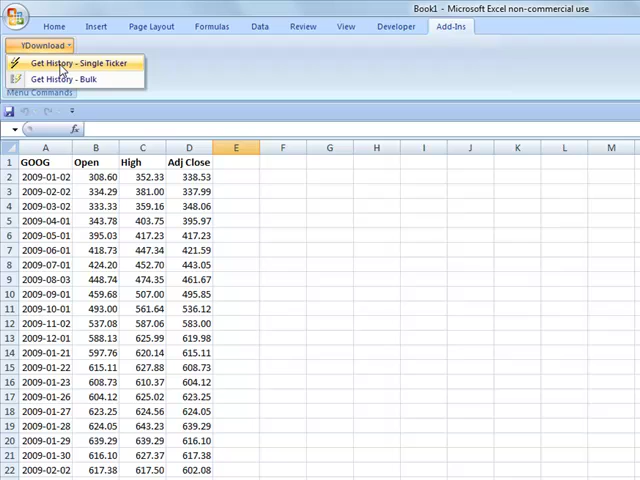 Book1 - Microsoft Excel non-commercial use
Home Insert Page Layout Formulas Data Review View Developer Add-Ins
YDownload
Get History - Single Ticker
Get History - Bulk
Menu Commands
fx
A B C D E F G H I J K L M
1 GOOG Open High Adj Close
2 2009-01-02 308.60 352.33 338.53
3 2009-02-02 334.29 381.00 337.99
4 2009-03-02 333.33 359.16 348.06
5 2009-04-01 343.78 403.75 395.97
6 2009-05-01 395.03 417.23 417.23
7 2009-06-01 418.73 447.34 421.59
8 2009-07-01 424.20 452.70 443.05
9 2009-08-03 448.74 474.35 461.67
10 2009-09-01 459.68 507.00 495.85
11 2009-10-01 493.00 561.64 536.12
12 2009-11-02 537.08 587.06 583.00
13 2009-12-01 588.13 625.99 619.98
14 2009-01-21 597.76 620.14 615.11
15 2009-01-22 615.11 627.88 608.73
16 2009-01-23 608.73 610.37 604.12
17 2009-01-26 604.12 625.02 623.25
18 2009-01-27 623.25 624.56 624.05
19 2009-01-28 624.05 643.23 639.29
20 2009-01-29 639.29 639.29 616.10
21 2009-01-30 616.10 627.37 617.38
22 2009-02-02 617.38 617.50 602.08